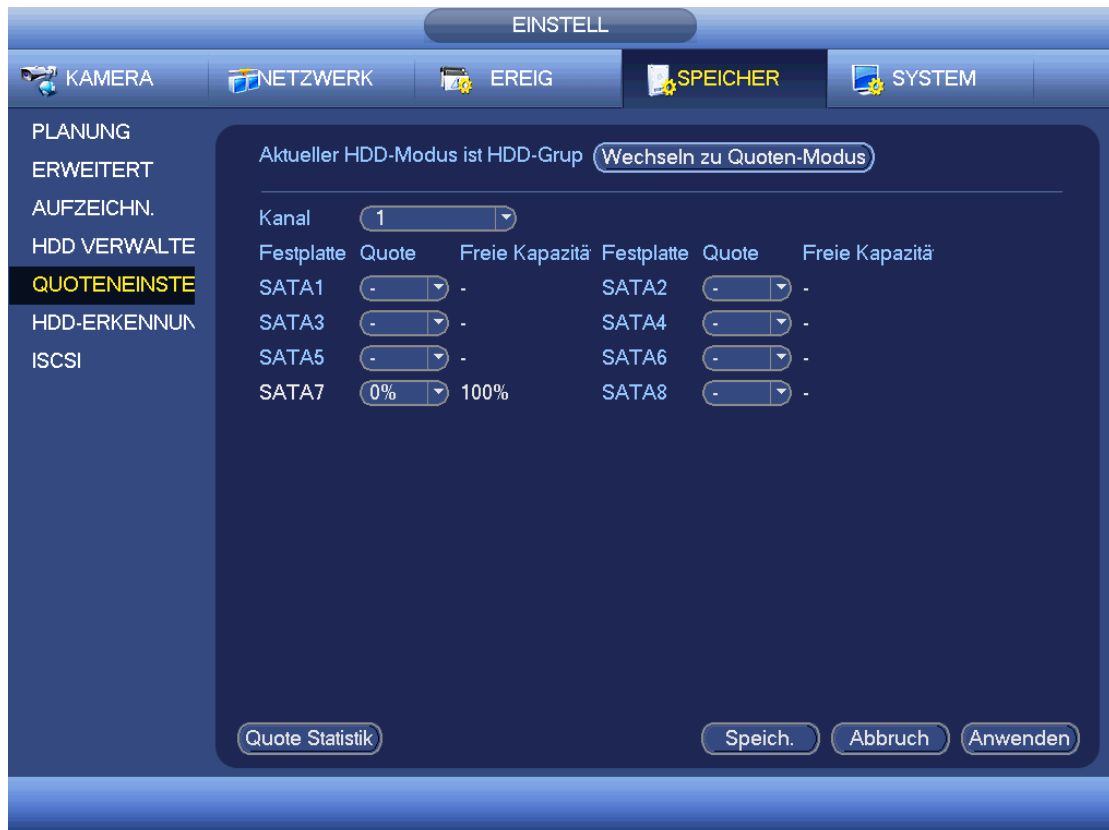 EINSTELL
KAMERA NETZWERK EREIG SPEICHER SYSTEM
PLANUNG
ERWEITERT
AUFZEICHN.
HDD VERWALTE
QUOTENEINSTE
HDD-ERKENNUN
ISCSI
Aktueller HDD-Modus ist HDD-Grup Wechseln zu Quoten-Modus
Kanal 1
Festplatte Quote Freie Kapazitä Festplatte Quote Freie Kapazitä
SATA1 - - SATA2 - -
SATA3 - - SATA4 - -
SATA5 - - SATA6 - -
SATA7 0% 100% SATA8 - -
Quote Statistik Speich. Abbruch Anwenden